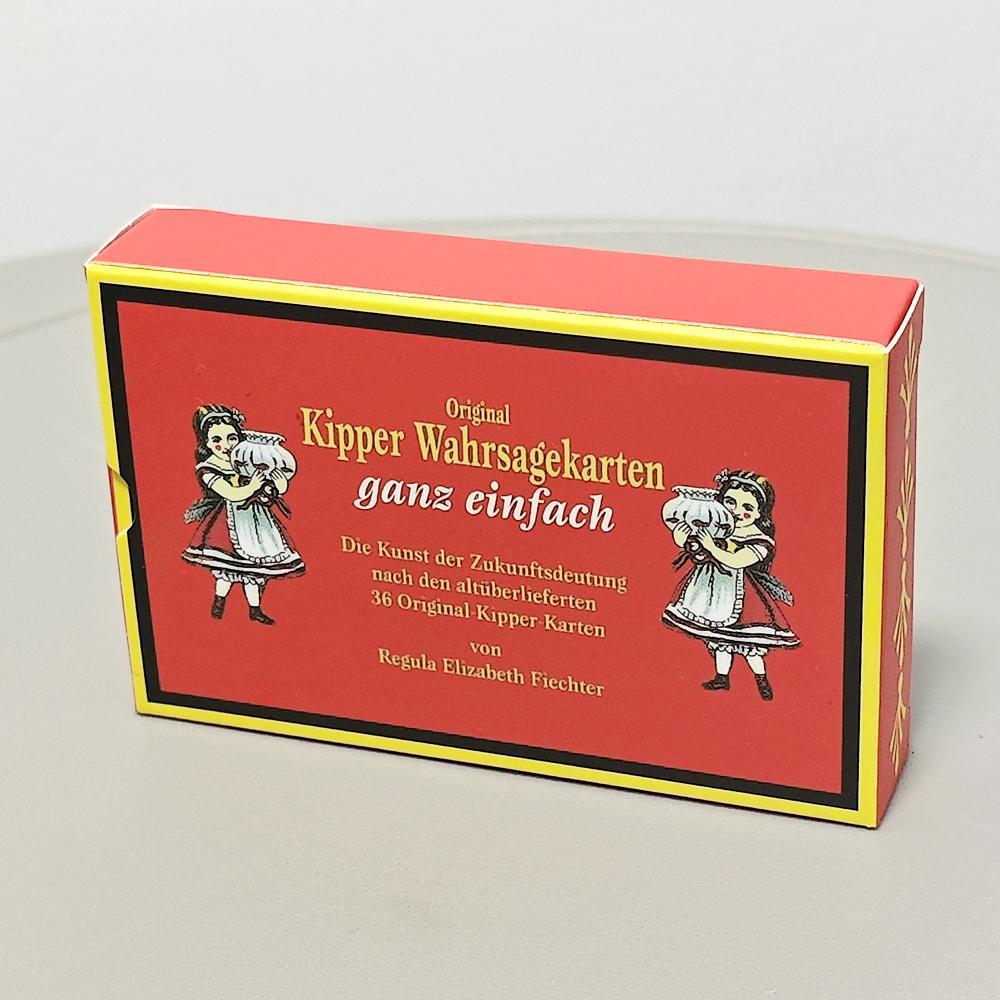 Original
Kipper Wahrsagekarten
ganz einfach
Die Kunst der Zukunftsdeutung
nach den altüberlieferten
36 Original-Kipper-Karten
von
Regula Elizabeth Fiechter